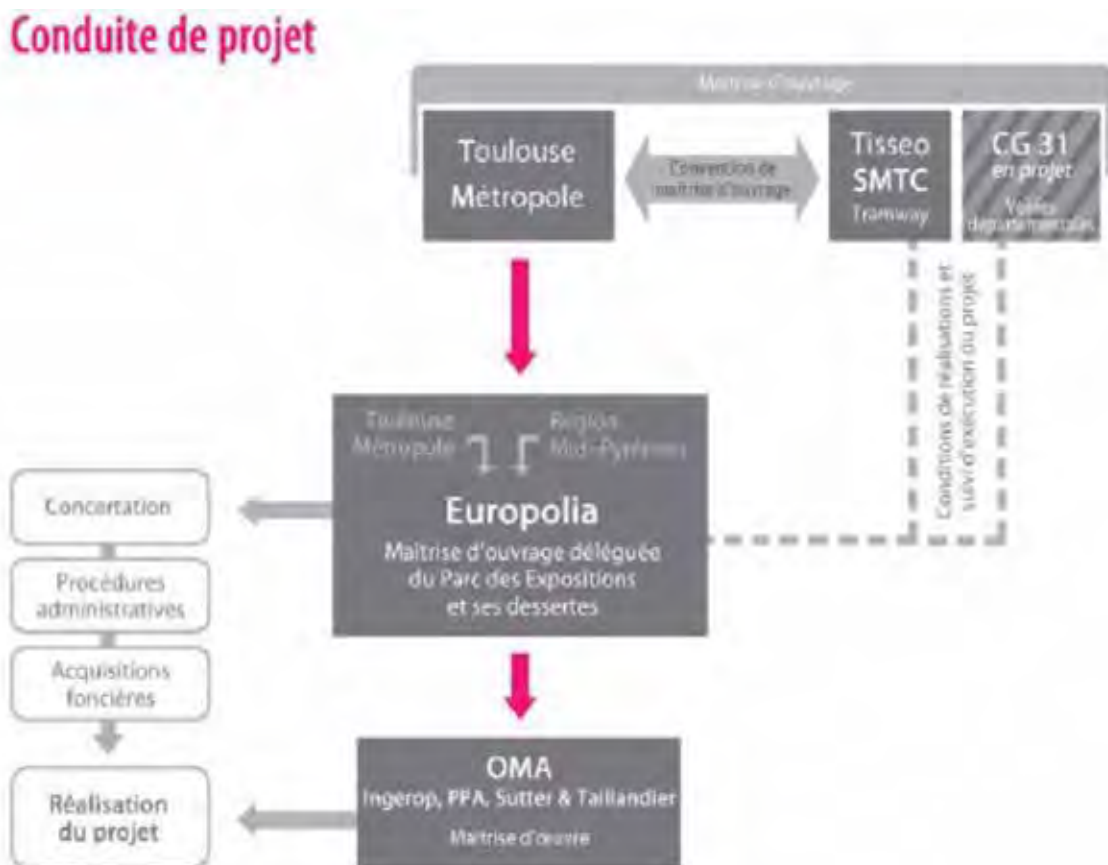 Conduite de projet
Maîtrise d'ouvrage
Toulouse
Métropole
Convention de
maîtrise d'ouvrage
Tisseo
SMTC
Tramway
CG 31
en projet
Voiries
départementales
Conditions de réalisations et
suivi d'exécution du projet
Toulouse
Métropole
Région
Midi-Pyrénées
Europolia
Maîtrise d'ouvrage déléguée
du Parc des Expositions
et ses dessertes
Concertation
Procédures
administratives
Acquisitions
foncières
Réalisation
du projet
OMA
Ingerop, PPA, Sutter & Taillandier
Maîtrise d'œuvre